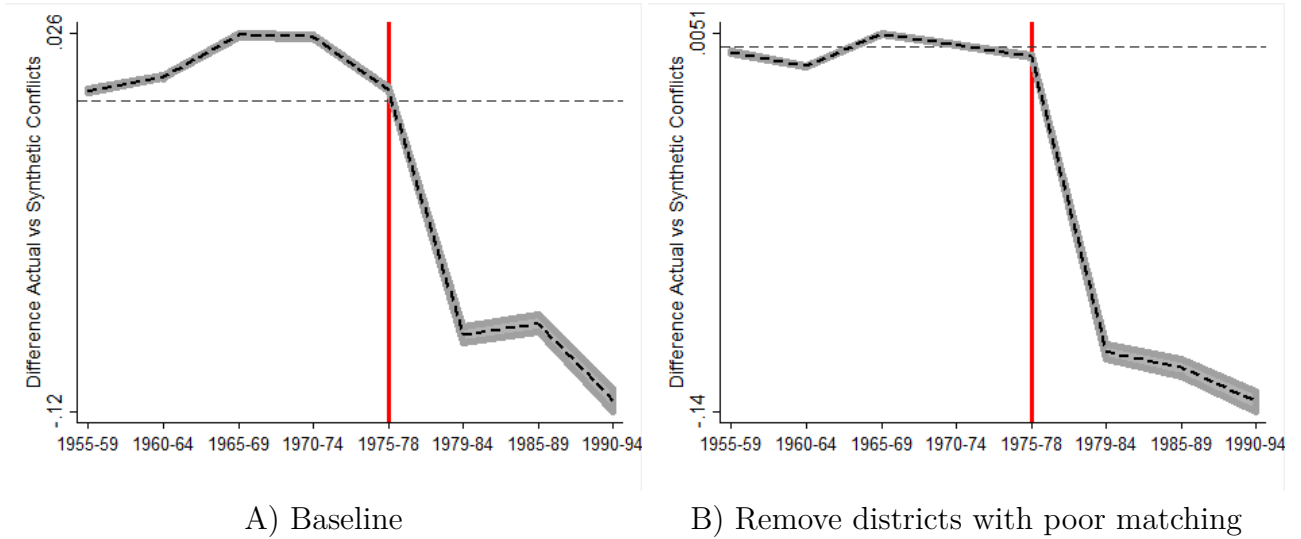 .026
Difference Actual vs Synthetic Conflicts
-.12
1955-59 1960-64 1965-69 1970-74 1975-78 1979-84 1985-89 1990-94
A) Baseline
.0051
Difference Actual vs Synthetic Conflicts
-.14
1955-59 1960-64 1965-69 1970-74 1975-78 1979-84 1985-89 1990-94
B) Remove districts with poor matching